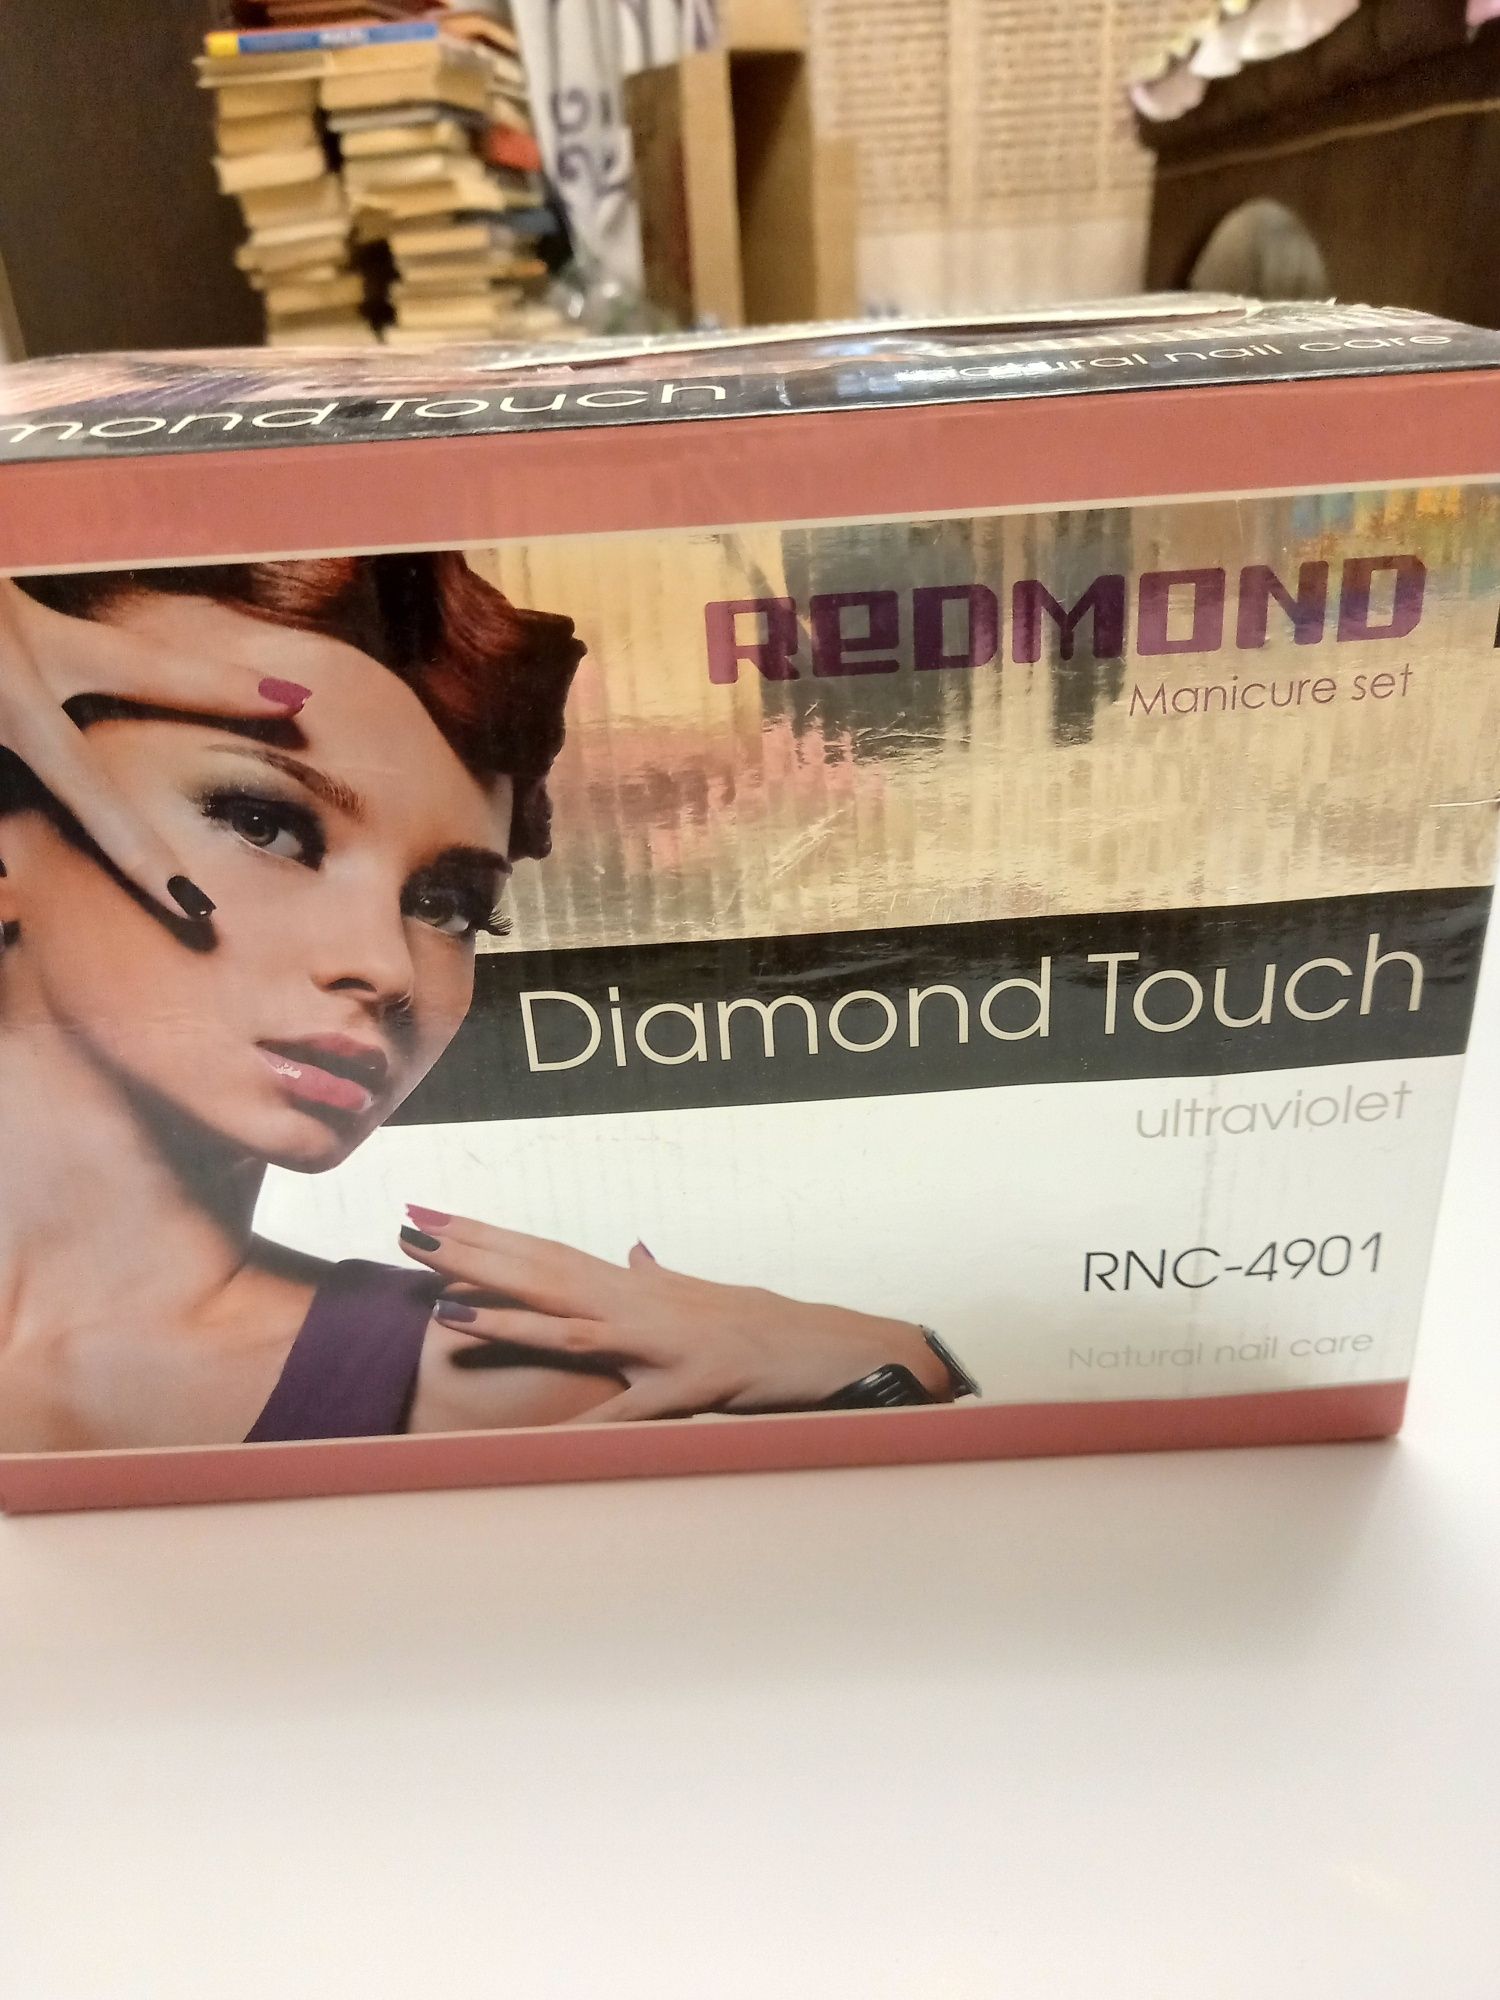 mond Touch
natural nail care
REDMOND
Manicure set
Diamond Touch
ultraviolet
RNC-4901
Natural nail care